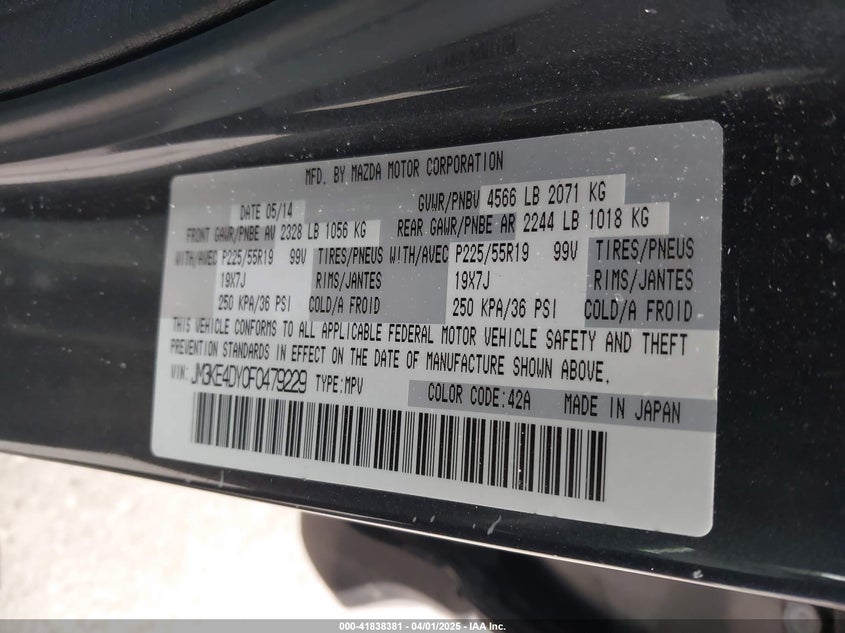 MFD. BY MAZDA MOTOR CORPORATION
DATE 05/14 GVWR/PNBV 4566 LB 2071 KG
FRONT GAWR/PNBE AV 2328 LB 1056 KG REAR GAWR/PNBE AR 2244 LB 1018 KG
WITH/AVEC P225/55R19 99V TIRES/PNEUS WITH/AVEC P225/55R19 99V TIRES/PNEUS
19X7J RIMS/JANTES 19X7J RIMS/JANTES
250 KPA/36 PSI COLD/A FROID 250 KPA/36 PSI COLD/A FROID
THIS VEHICLE CONFORMS TO ALL APPLICABLE FEDERAL MOTOR VEHICLE SAFETY AND THEFT
PREVENTION STANDARDS IN EFFECT ON THE DATE OF MANUFACTURE SHOWN ABOVE.
VIN: JM3KE4DY0F0479229 TYPE:MPV COLOR CODE:42A MADE IN JAPAN
000-41838381 - 04/01/2025 - IAA Inc.